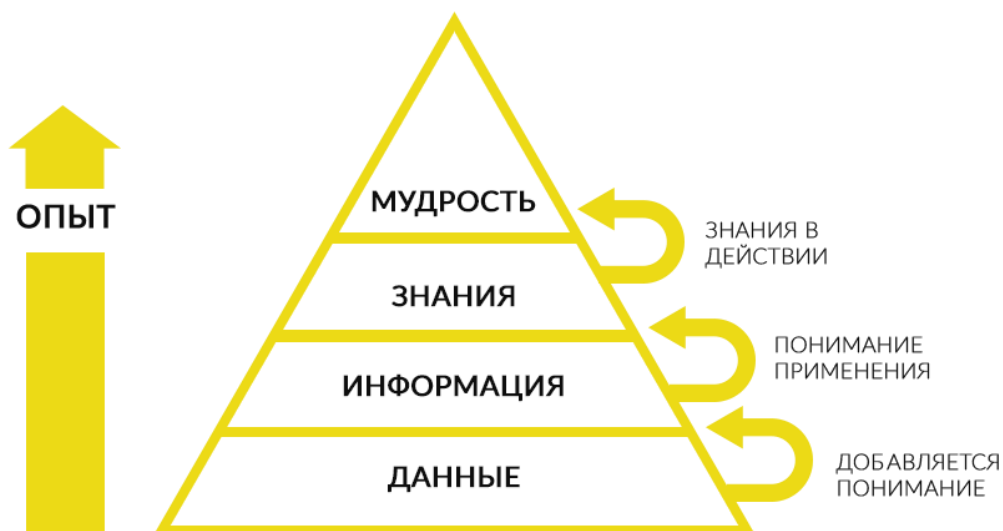 МУДРОСТЬ
ОПЫТ
ЗНАНИЯ В
ДЕЙСТВИИ
ЗНАНИЯ
ПОНИМАНИЕ
ПРИМЕНЕНИЯ
ИНФОРМАЦИЯ
ДОБАВЛЯЕТСЯ
ПОНИМАНИЕ
ДАННЫЕ